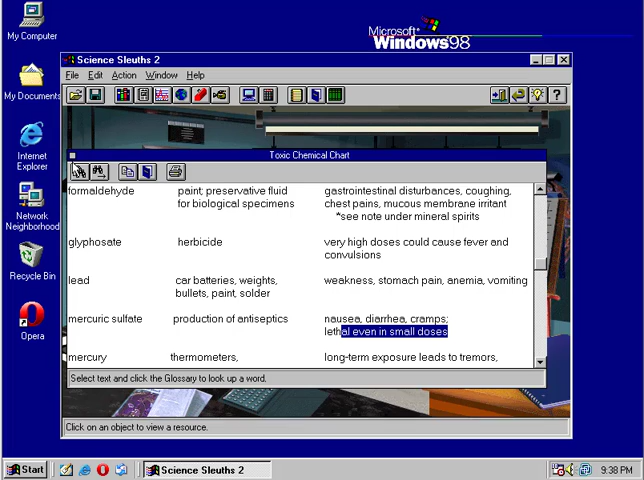 My Computer
Microsoft
Windows 98
Science Sleuths 2
File Edit Action Window Help
My Documents
Toxic Chemical Chart
Internet
Explorer
formaldehyde paint; preservative fluid gastrointestinal disturbances, coughing,
for biological specimens chest pains, mucous membrane irritant
*see note under mineral spirits
Network
Neighborhood
glyphosate herbicide very high doses could cause fever and
convulsions
Recycle Bin
lead car batteries, weights, weakness, stomach pain, anemia, vomiting
bullets, paint, solder
mercuric sulfate production of antiseptics nausea, diarrhea, cramps;
lethal even in small doses
Opera
mercury thermometers, long-term exposure leads to tremors,
Select text and click the Glossary to look up a word.
Click on an object to view a resource.
Start Science Sleuths 2 9:38 PM